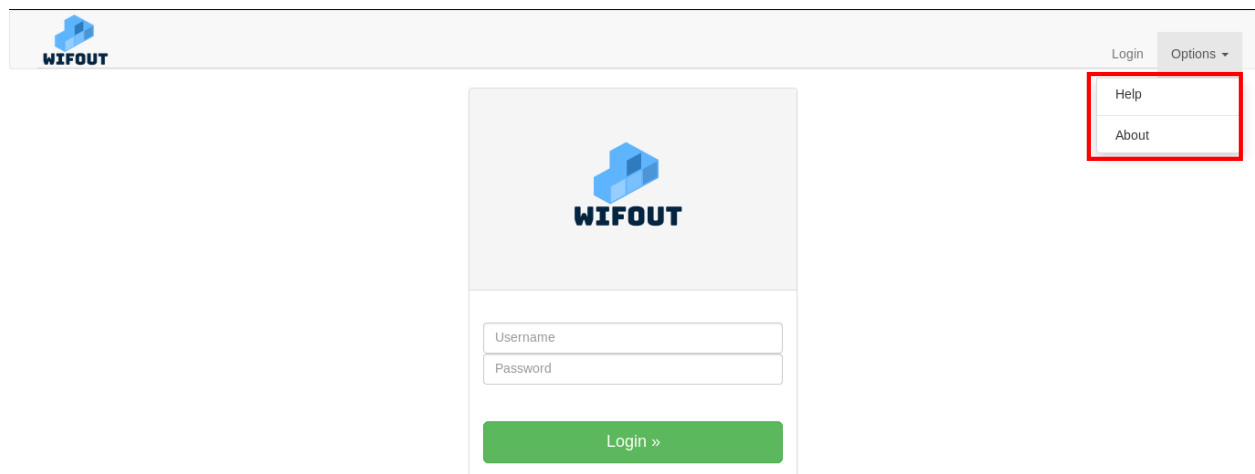 WIFOUT
Login Options
Help
About
WIFOUT
Username
Password
Login »